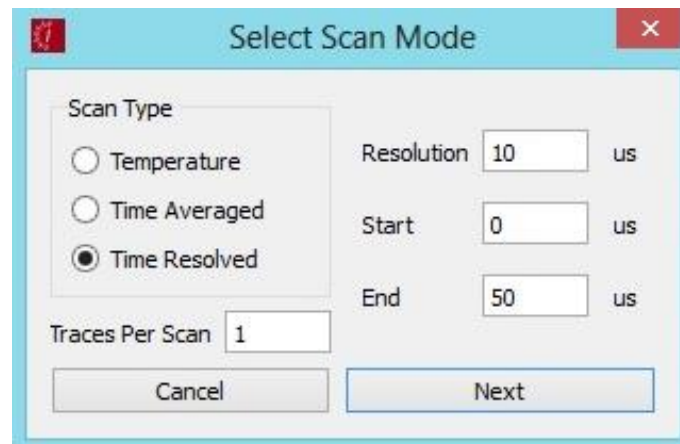 Select Scan Mode
Scan Type
Temperature
Time Averaged
Time Resolved
Traces Per Scan 1
Resolution 10 us
Start 0 us
End 50 us
Cancel
Next